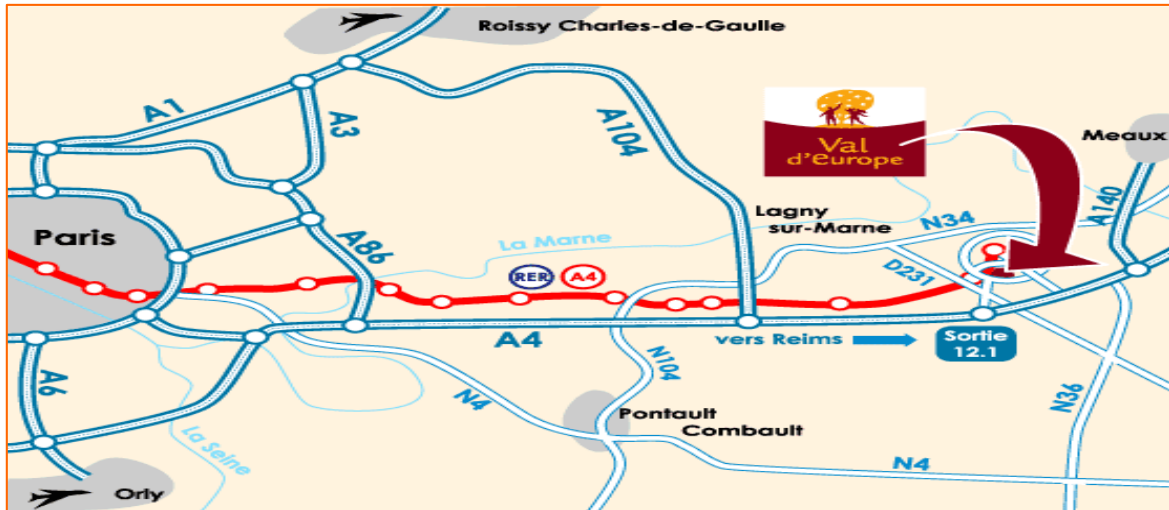 Roissy Charles-de-Gaulle
A1
A3
A104
Val
d'europe
Meaux
A140
Lagny
sur-Marne
N34
Paris
A86
La Marne
RER
A4
D231
A4
vers Reims
Sortie
12.1
A6
N4
N104
N36
La Seine
Pontault
Combault
N4
Orly